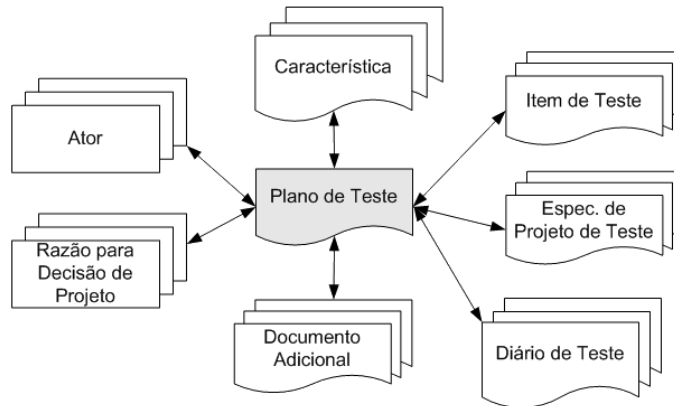 Característica
Item de Teste
Ator
Plano de Teste
Espec. de
Projeto de Teste
Razão para
Decisão de
Projeto
Documento
Adicional
Diário de Teste